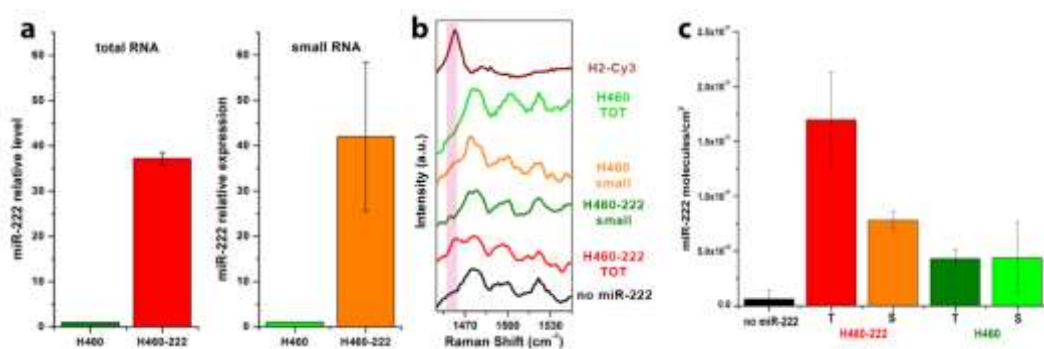 a
total RNA
miR-222 relative level
60
50
40
30
20
10
0
H460
H460-222
small RNA
miR-222 relative expression
60
50
40
30
20
10
0
H460
H460-222
b
Intensity (a.u.)
H2-Cy3
H460
TOT
H460
small
H460-222
small
H460-222
TOT
no miR-222
1470 1500 1530
Raman Shift (cm⁻¹)
c
miR-222 molecules/cm²
0.0
no miR-222
T S T S
H460-222 H460